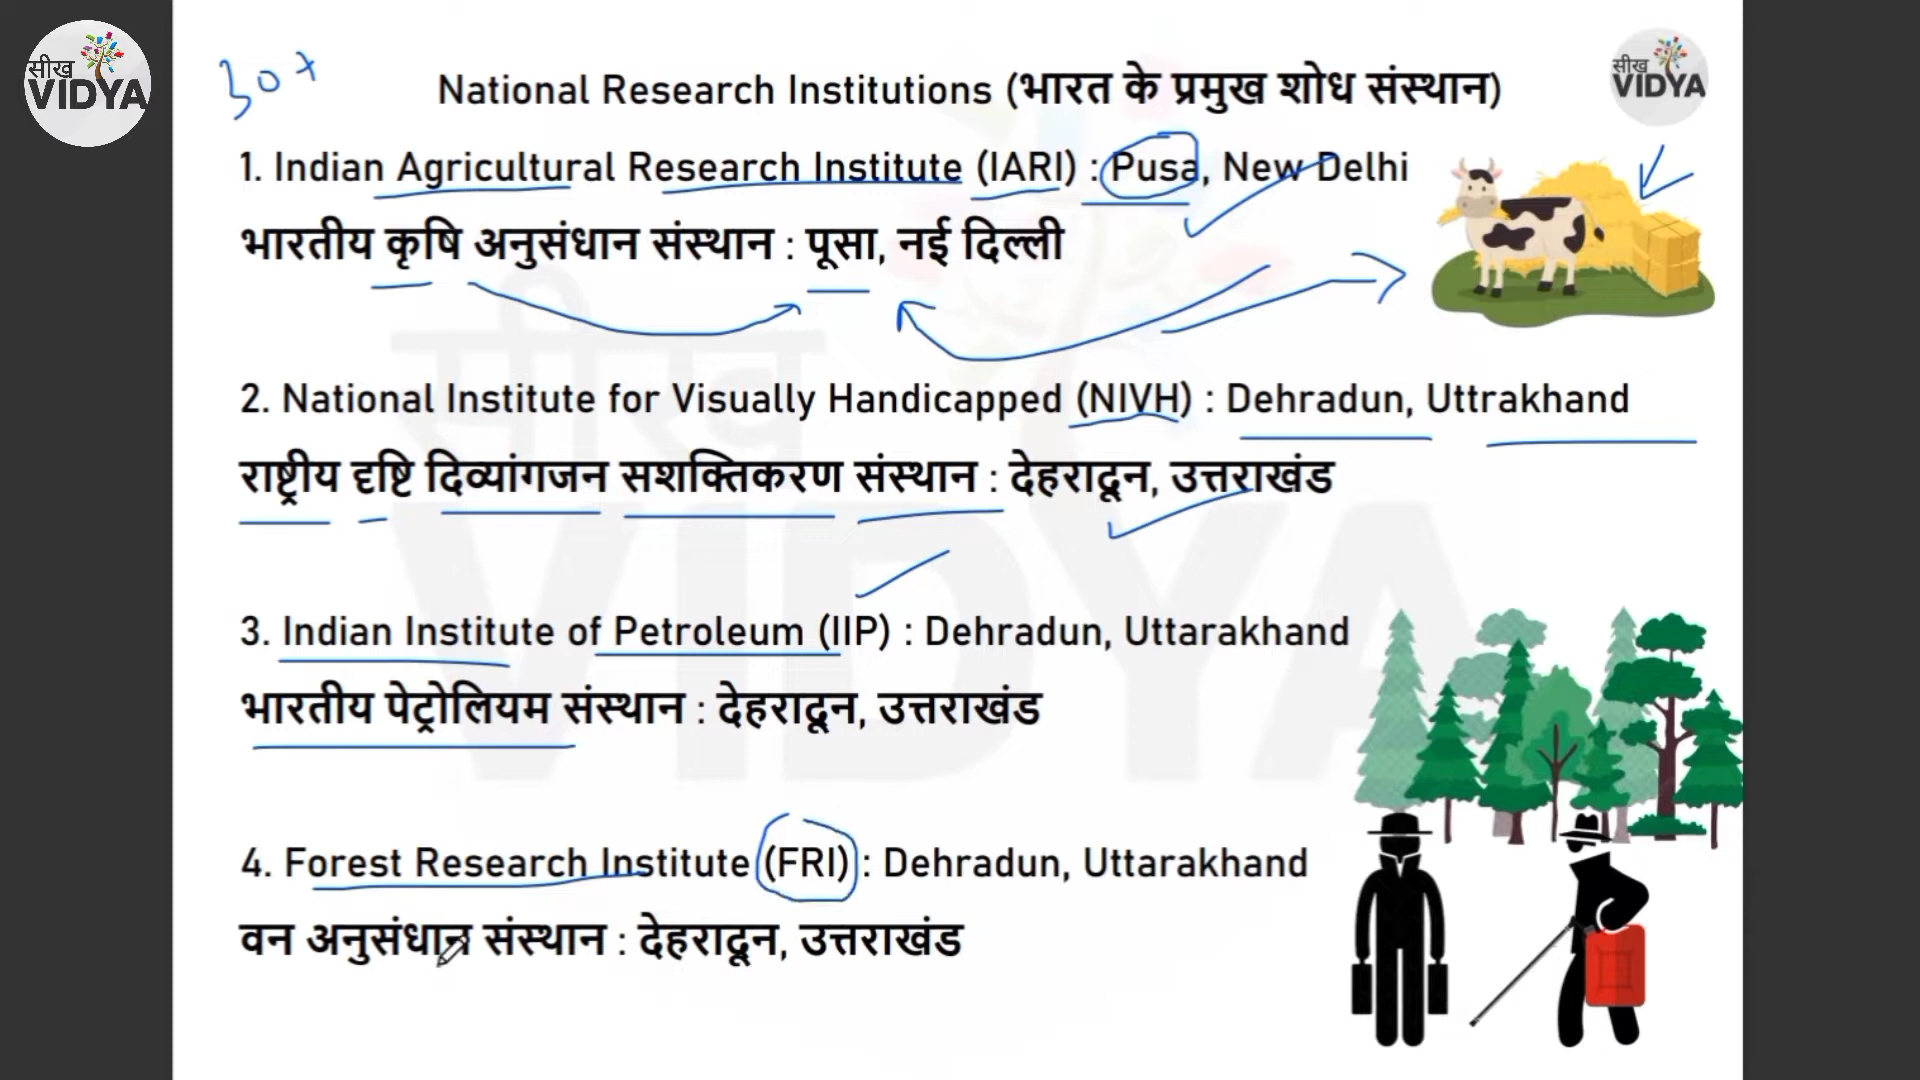 सीख
VIDYA
30+
National Research Institutions (भारत के प्रमुख शोध संस्थान)
सीख
VIDYA
1. Indian Agricultural Research Institute (IARI) : Pusa, New Delhi
भारतीय कृषि अनुसंधान संस्थान : पूसा, नई दिल्ली
2. National Institute for Visually Handicapped (NIVH) : Dehradun, Uttrakhand
राष्ट्रीय दृष्टि दिव्यांगजन सशक्तिकरण संस्थान : देहरादून, उत्तराखंड
3. Indian Institute of Petroleum (IIP) : Dehradun, Uttarakhand
भारतीय पेट्रोलियम संस्थान : देहरादून, उत्तराखंड
4. Forest Research Institute (FRI) : Dehradun, Uttarakhand
वन अनुसंधान संस्थान : देहरादून, उत्तराखंड
सीख
VIDYA